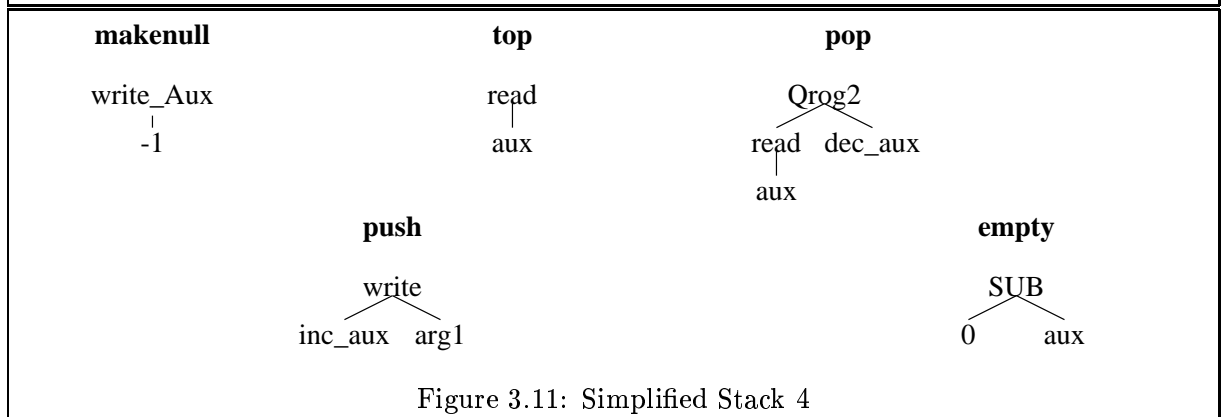 makenull top pop
write_Aux read Qrog2
-1 aux read dec_aux
aux
push empty
write SUB
inc_aux arg1 0 aux
Figure 3.11: Simplified Stack 4